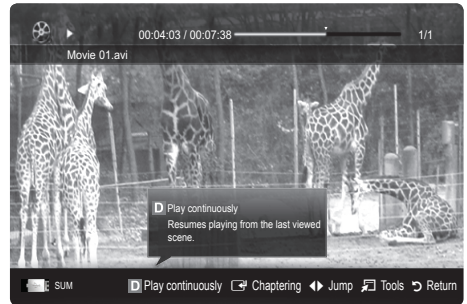 00:04:03 / 00:07:38 1/1
Movie 01.avi
D Play continuously
Resumes playing from the last viewed
scene.
SUM D Play continuously Chaptering Jump Tools Return